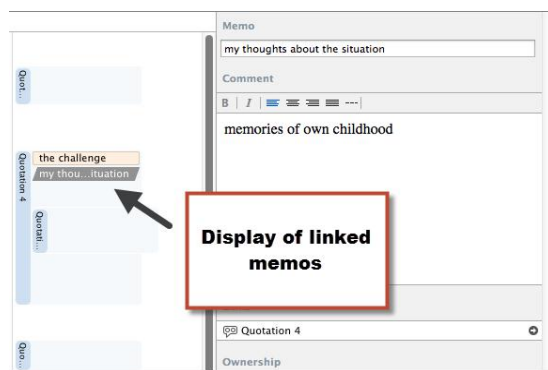 Quot...
Quotation 4
the challenge
my thou...ituation
Quotati...
Quo...
Memo
my thoughts about the situation
Comment
B | I
memories of own childhood
Display of linked
memos
Quotation 4
Ownership